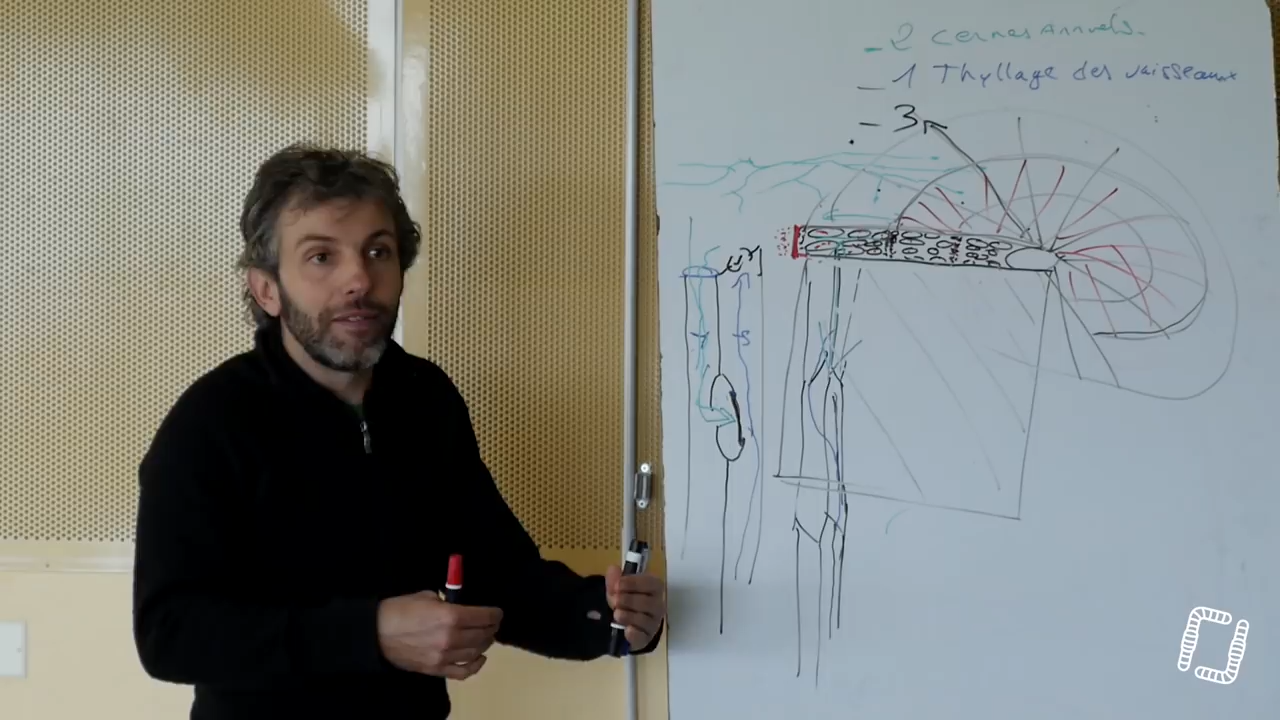 - 2 cernes Annuels.
- 1 Thyllage des vaisseaux
- 3